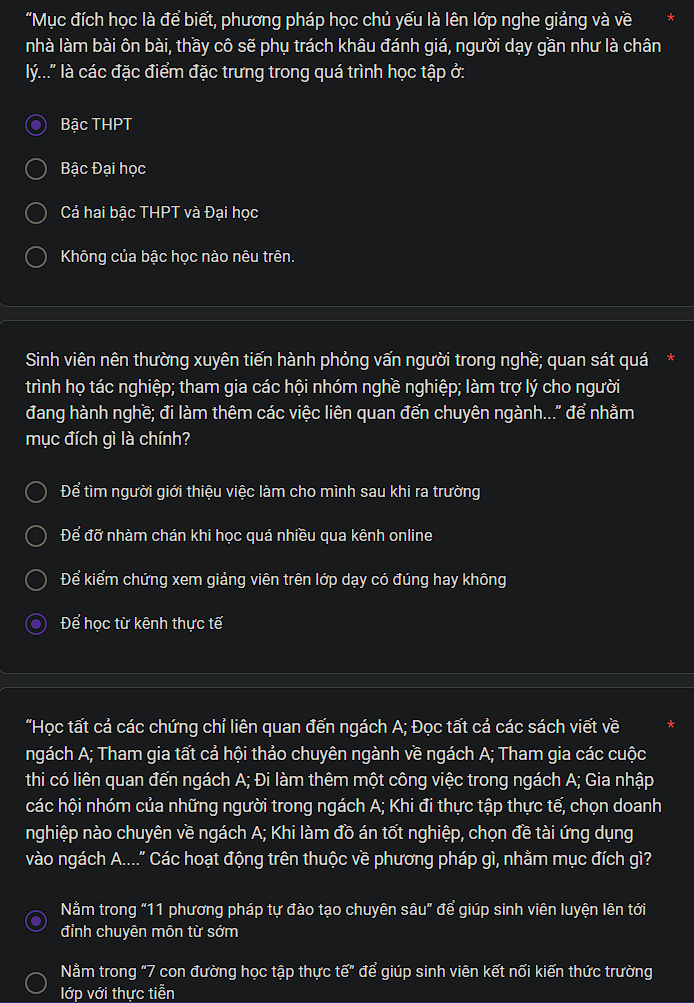 “Mục đích học là để biết, phương pháp học chủ yếu là lên lớp nghe giảng và về *
nhà làm bài ôn bài, thầy cô sẽ phụ trách khâu đánh giá, người dạy gần như là chân
lý...” là các đặc điểm đặc trưng trong quá trình học tập ở:
Bậc THPT
Bậc Đại học
Cả hai bậc THPT và Đại học
Không của bậc học nào nêu trên.
Sinh viên nên thường xuyên tiến hành phỏng vấn người trong nghề; quan sát quá *
trình họ tác nghiệp; tham gia các hội nhóm nghề nghiệp; làm trợ lý cho người
đang hành nghề; đi làm thêm các việc liên quan đến chuyên ngành...” để nhằm
mục đích gì là chính?
Để tìm người giới thiệu việc làm cho mình sau khi ra trường
Để đỡ nhàm chán khi học quá nhiều qua kênh online
Để kiểm chứng xem giảng viên trên lớp dạy có đúng hay không
Để học từ kênh thực tế
“Học tất cả các chứng chỉ liên quan đến ngách A; Đọc tất cả các sách viết về *
ngách A; Tham gia tất cả hội thảo chuyên ngành về ngách A; Tham gia các cuộc
thi có liên quan đến ngách A; Đi làm thêm một công việc trong ngách A; Gia nhập
các hội nhóm của những người trong ngách A; Khi đi thực tập thực tế, chọn doanh
nghiệp nào chuyên về ngách A; Khi làm đồ án tốt nghiệp, chọn đề tài ứng dụng
vào ngách A....” Các hoạt động trên thuộc về phương pháp gì, nhằm mục đích gì?
Nằm trong “11 phương pháp tự đào tạo chuyên sâu” để giúp sinh viên luyện lên tới
đỉnh chuyên môn từ sớm
Nằm trong “7 con đường học tập thực tế” để giúp sinh viên kết nối kiến thức trường
lớp với thực tiễn